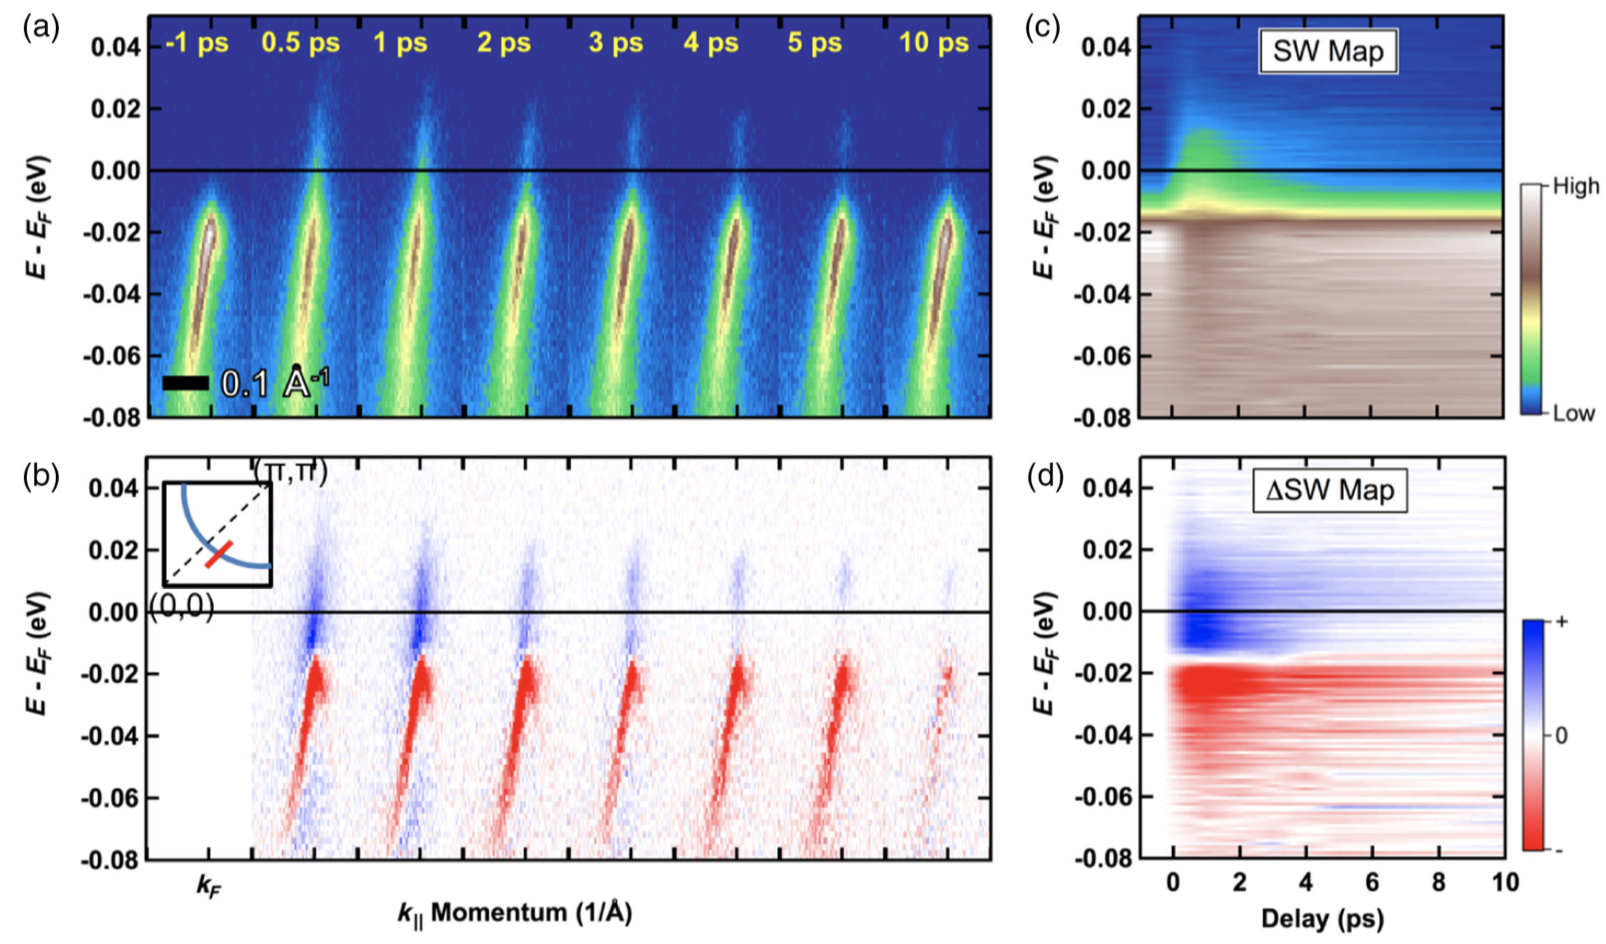 (a)
-1 ps 0.5 ps 1 ps 2 ps 3 ps 4 ps 5 ps 10 ps
0.04
0.02
0.00
-0.02
-0.04
-0.06
-0.08
E - EF (eV)
0.1 Å-1
(b)
(π,π)
(0,0)
0.04
0.02
0.00
-0.02
-0.04
-0.06
-0.08
E - EF (eV)
kF
k|| Momentum (1/Å)
(c)
SW Map
0.04
0.02
0.00
-0.02
-0.04
-0.06
-0.08
E - EF (eV)
High
Low
(d)
ΔSW Map
0.04
0.02
0.00
-0.02
-0.04
-0.06
-0.08
E - EF (eV)
+
0
-
0 2 4 6 8 10
Delay (ps)